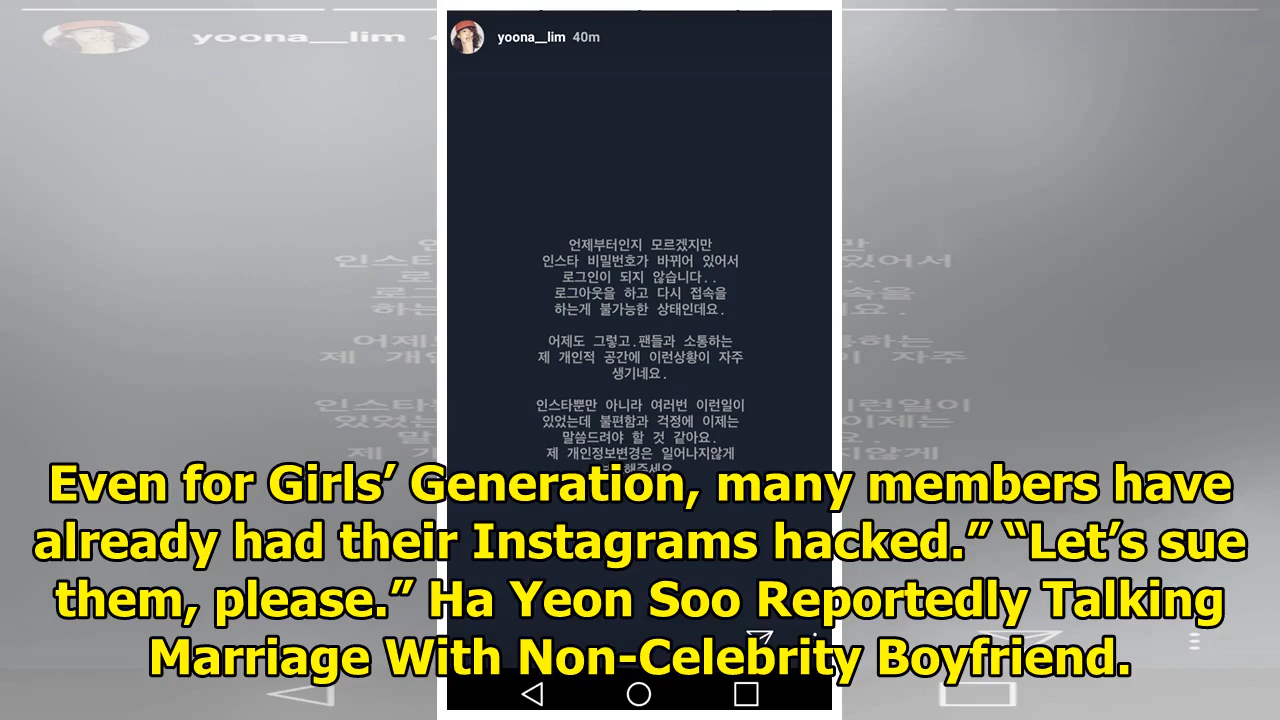 yoona__lim 40m
언제부터인지 모르겠지만
인스타 비밀번호가 바뀌어 있어서
로그인이 되지 않습니다..
로그아웃을 하고 다시 접속을
하는게 불가능한 상태인데요.
어제도 그렇고.팬들과 소통하는
제 개인적 공간에 이런상황이 자주
생기네요.
인스타뿐만 아니라 여러번 이런일이
있었는데 불편함과 걱정에 이제는
말씀드려야 할 것 같아요.
제 개인정보변경은 일어나지않게
해주세요
Even for Girls’ Generation, many members have
already had their Instagrams hacked.” “Let’s sue
them, please.” Ha Yeon Soo Reportedly Talking
Marriage With Non-Celebrity Boyfriend.